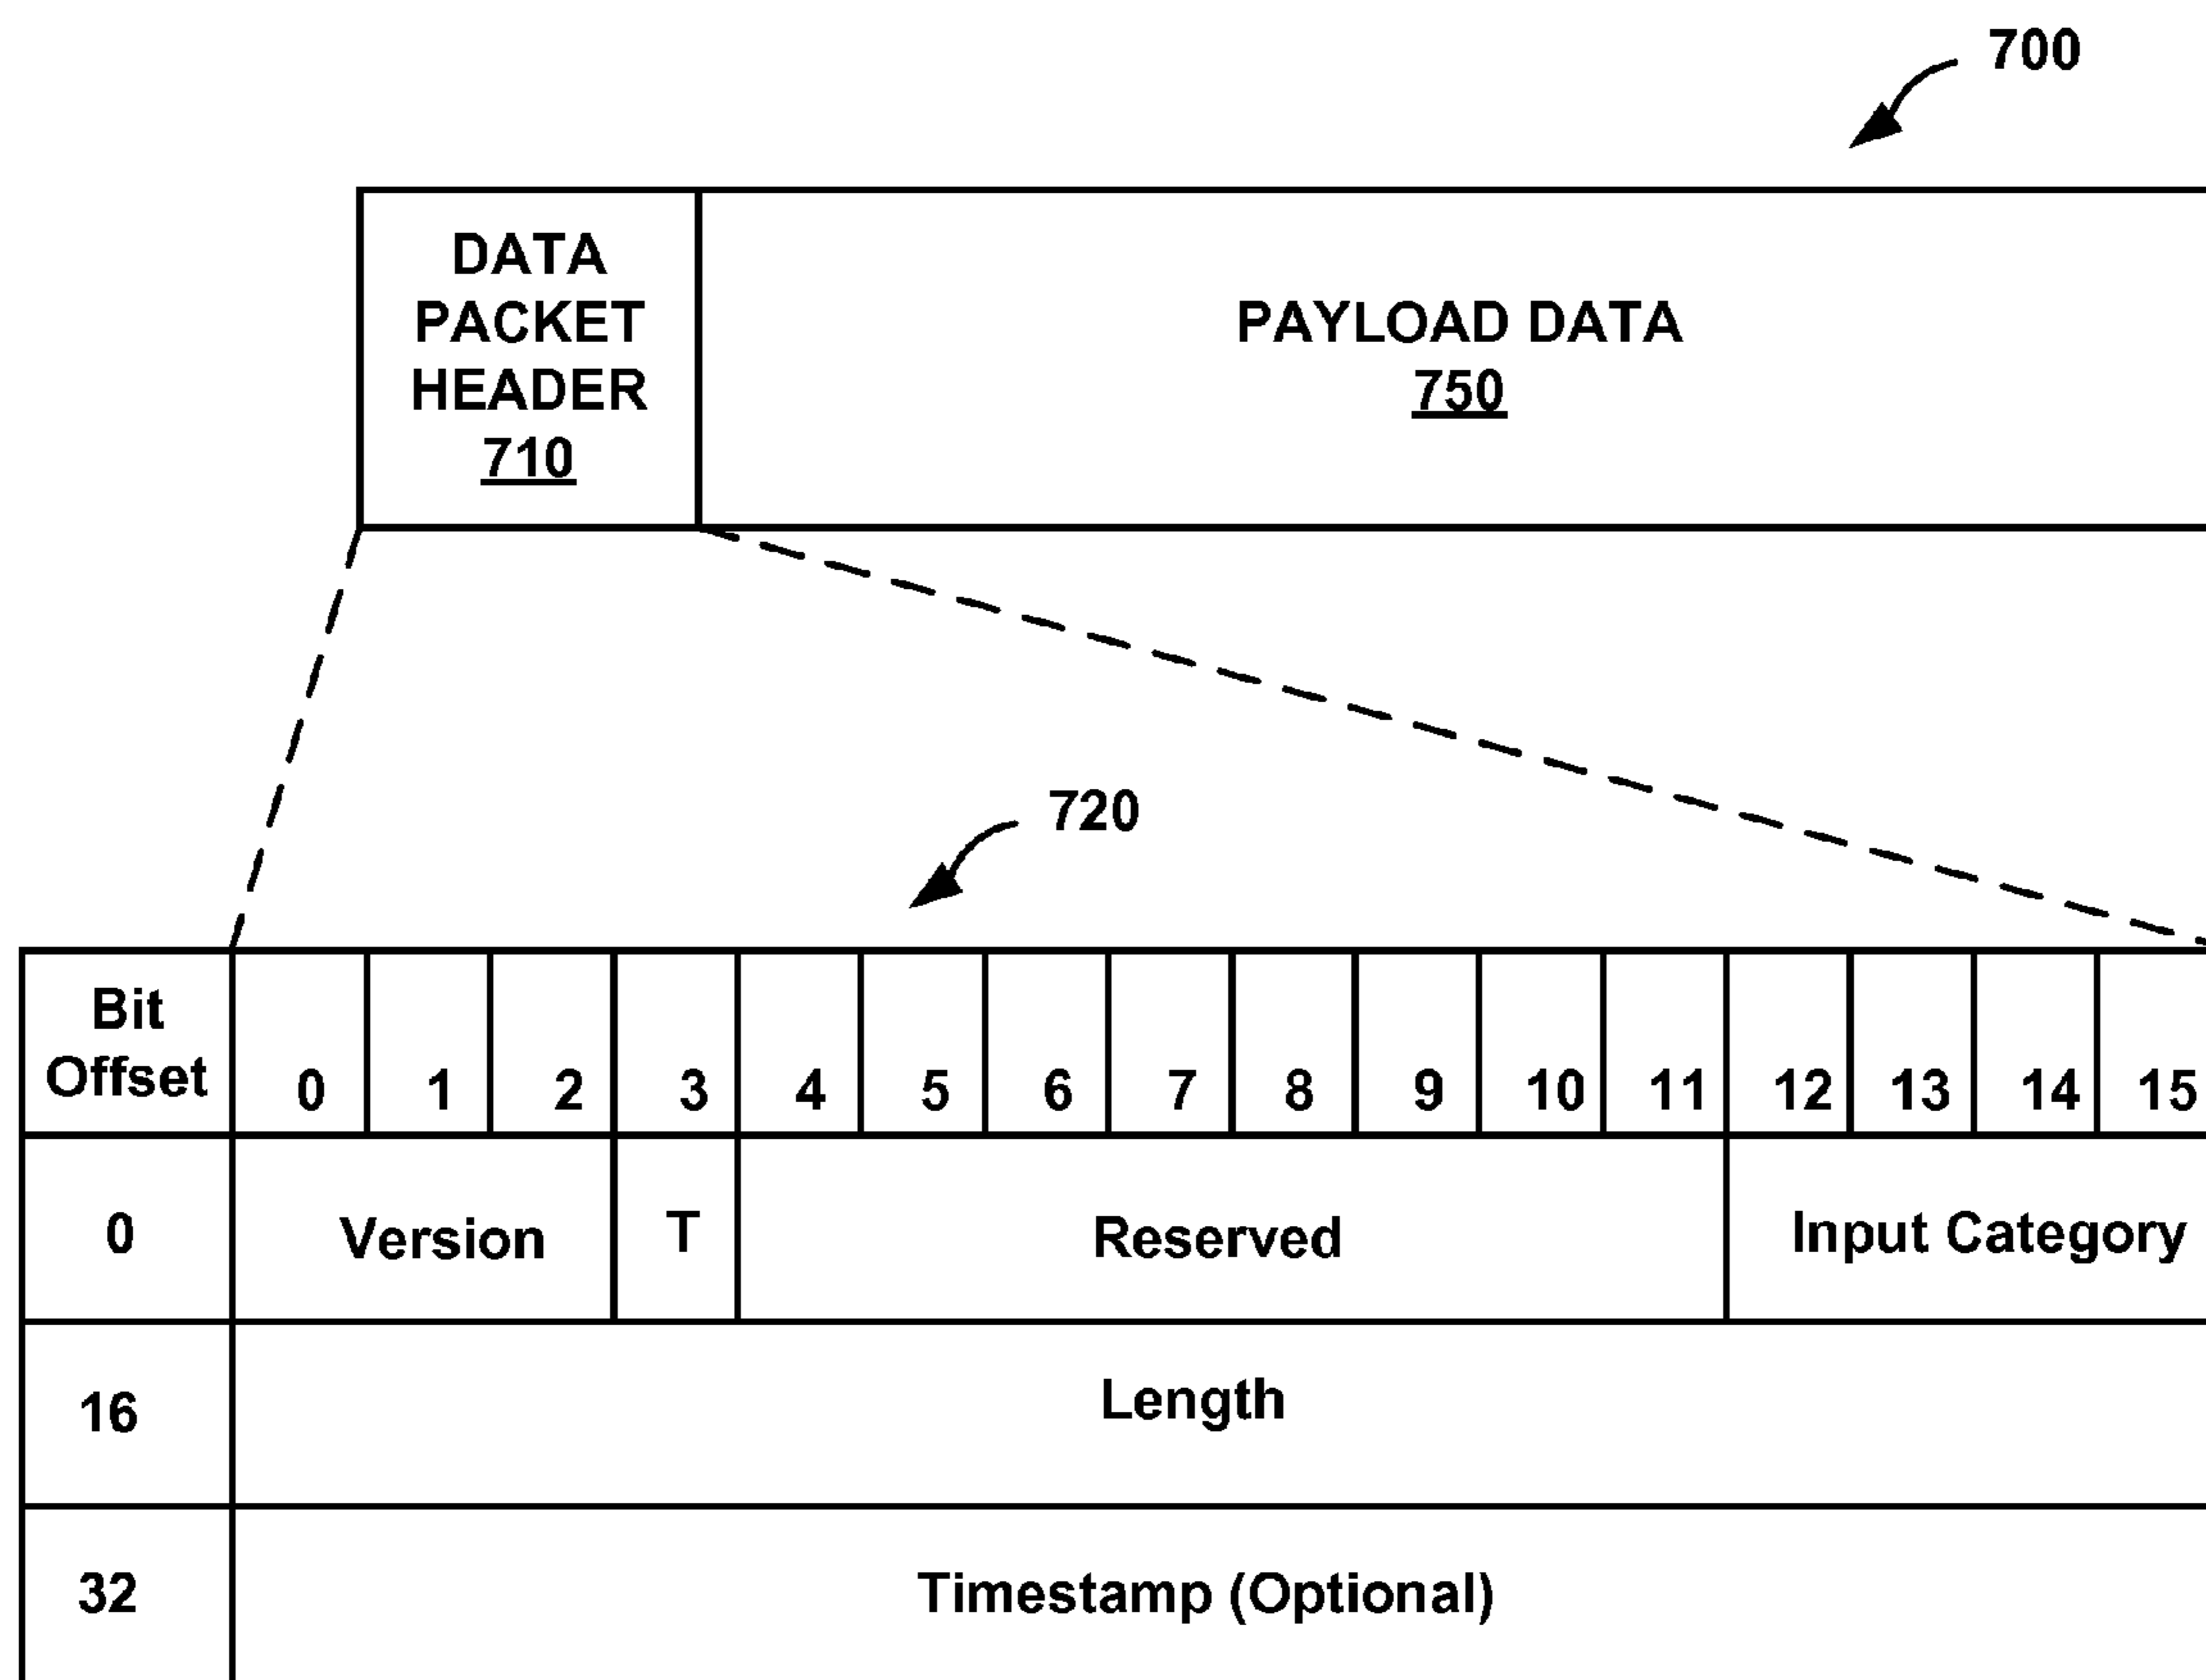 700
DATA
PACKET
HEADER
710
PAYLOAD DATA
750
720
Bit
Offset
0 1 2 3 4 5 6 7 8 9 10 11 12 13 14 15
0 Version T Reserved Input Category
16 Length
32 Timestamp (Optional)